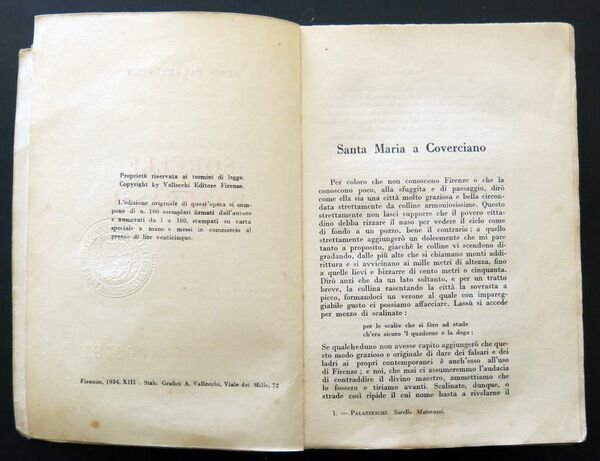 Proprietà riservata ai termini di legge.
Copyright by Vallecchi Editore Firenze.
L'edizione originale di quest'opera si com-
pone di n. 100 esemplari firmati dall'autore
e numerati da 1 a 100, stampati su carta
speciale a mano e messi in commercio al
prezzo di lire venticinque.
Firenze, 1934, XIII - Stab. Grafici A. Vallecchi, Viale dei Mille, 72
Santa Maria a Coverciano
Per coloro che non conoscono Firenze o che la
conoscono poco, alla sfuggita e di passaggio, dirò
come ella sia una città molto graziosa e bella circon-
data strettamente da colline armoniosissime. Questo
strettamente non lasci supporre che il povero citta-
dino debba rizzare il naso per vedere il cielo come
di fondo a un pozzo, bene il contrario; a quello
strettamente aggiungerò un dolcemente che mi pare
tanto a proposito, giacchè le colline vi scendono di-
gradando, dalle più alte che si chiamano monti addi-
rittura e si avvicinano ai mille metri di altezza, fino
a quelle lievi e bizzarre di cento metri o cinquanta.
Dirò anzi che da un lato soltanto, e per un tratto
breve, la collina rasentando la città la sovrasta a
picco, formandovi un verone al quale con impareg-
giabile gusto ci possiamo affacciare. Lassù si accede
per mezzo di scalinate:
per le scalèe che si fèro ad etade
ch'era sicuro 'l quaderno e la doga;
Se qualcheduno non avesse capito aggiungerò che que-
sto modo grazioso e originale di dare dei falsari e dei
ladri ai propri contemporanei è anch'esso all'uso
di Firenze; e noi, che mai ci assumeremmo l'audacia
di contraddire il divino maestro, ammettiamo che
lo fossero e tiriamo avanti. Scalinate, dunque, o
strade così ripide il cui nome basta a rivelarne il
1. — PALAZZESCHI. Sorelle Materassi.